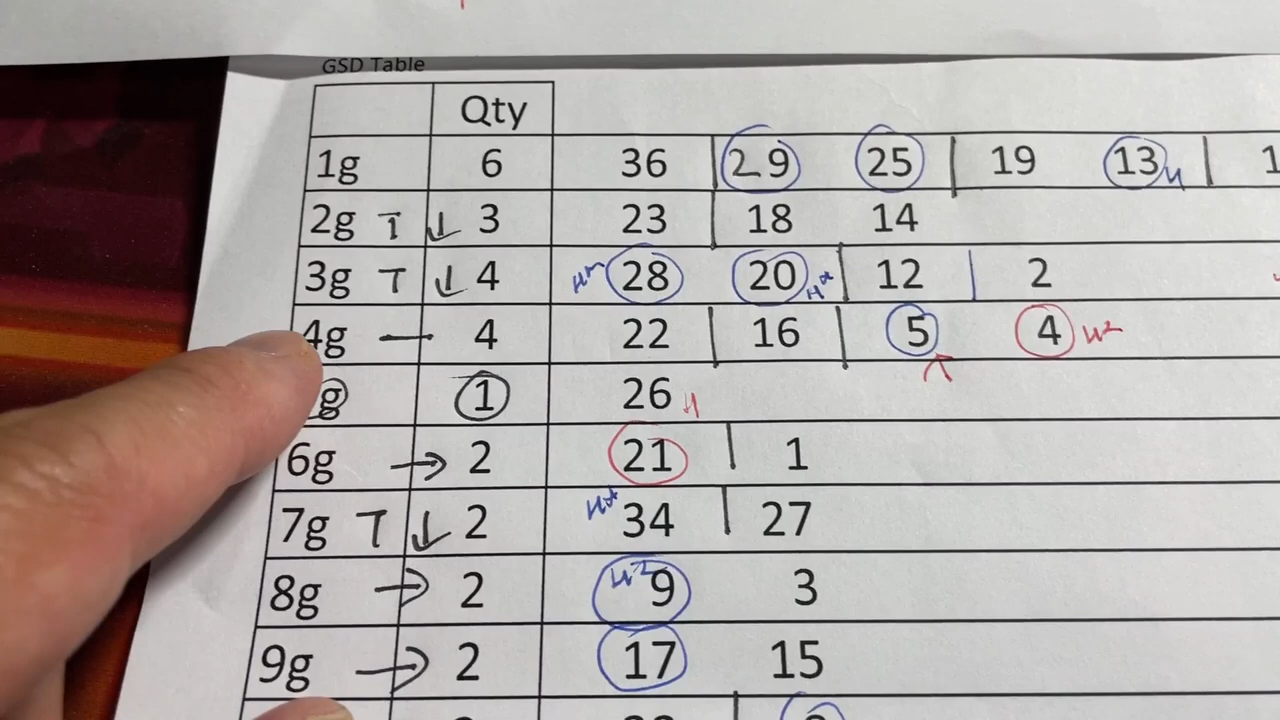 GSD Table
Qty
1g 6 36 29 25 19 13 1
2g T ↓ 3 23 18 14
3g T ↓ 4 28 20 12 2
4g — 4 22 16 5 4
g 1 26
6g → 2 21 1
7g T ↓ 2 34 27
8g → 2 9 3
9g → 2 17 15